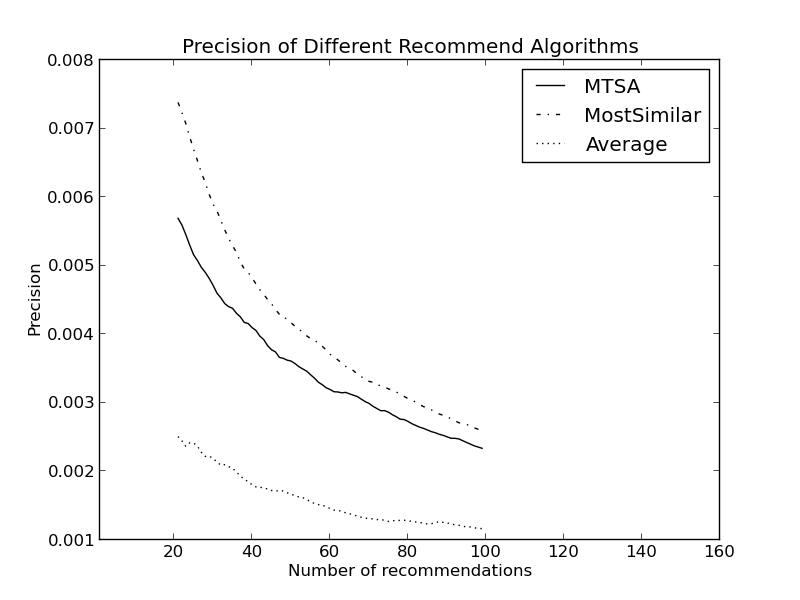 Precision of Different Recommend Algorithms
0.008
0.007
0.006
0.005
0.004
0.003
0.002
0.001
Precision
MTSA
MostSimilar
Average
20 40 60 80 100 120 140 160
Number of recommendations